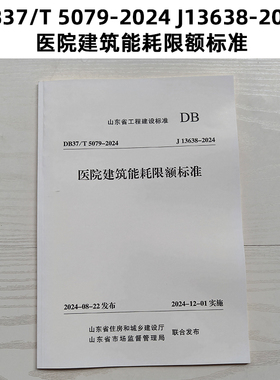 B37/T 5079-2024 J13638-20
医院建筑能耗限额标准
山东省工程建设标准 DB
DB37/T 5079-2024 J 13638-2024
医院建筑能耗限额标准
2024-08-22 发布 2024-12-01 实施
山东省住房和城乡建设厅
山东省市场监督管理局 联合发布